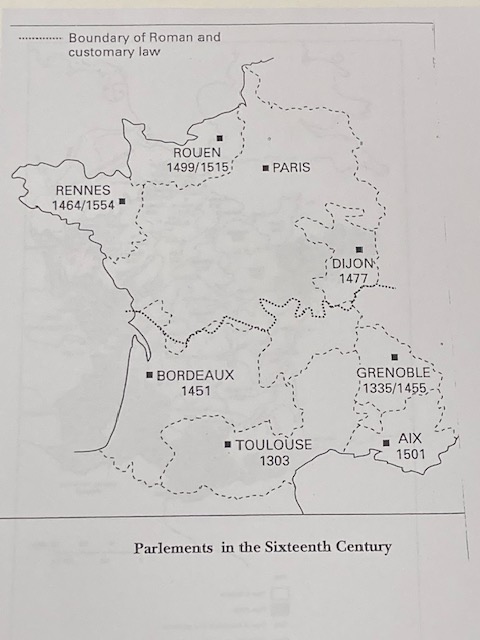 Boundary of Roman and
customary law
ROUEN
1499/1515
PARIS
RENNES
1464/1554
DIJON
1477
BORDEAUX
1451
GRENOBLE
1335/1455
TOULOUSE
1303
AIX
1501
Parlements in the Sixteenth Century